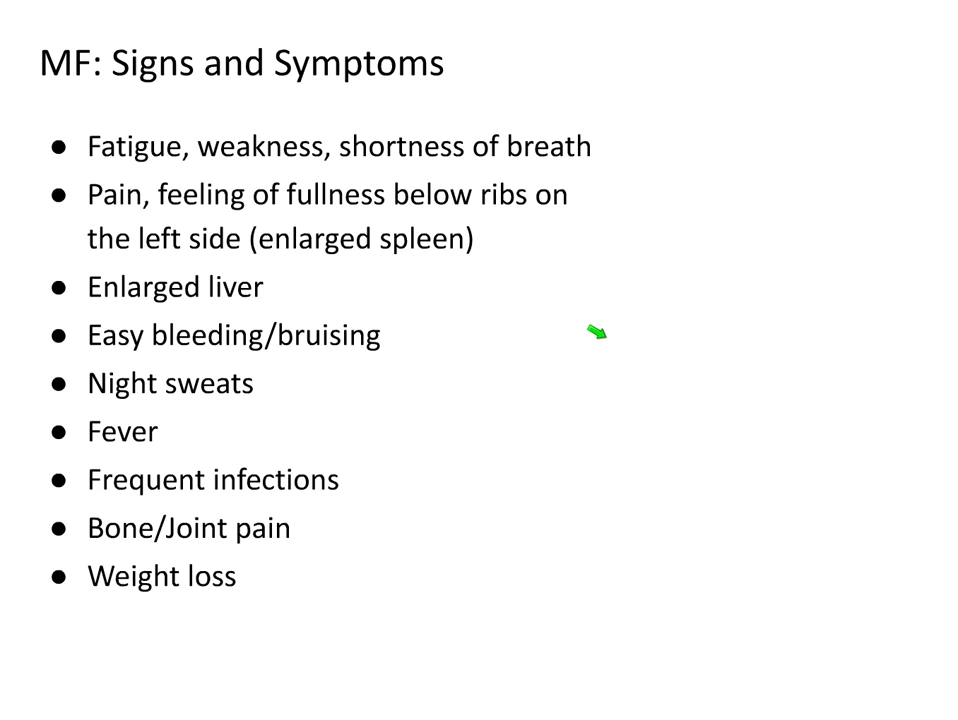 MF: Signs and Symptoms
● Fatigue, weakness, shortness of breath
● Pain, feeling of fullness below ribs on
the left side (enlarged spleen)
● Enlarged liver
● Easy bleeding/bruising
● Night sweats
● Fever
● Frequent infections
● Bone/Joint pain
● Weight loss